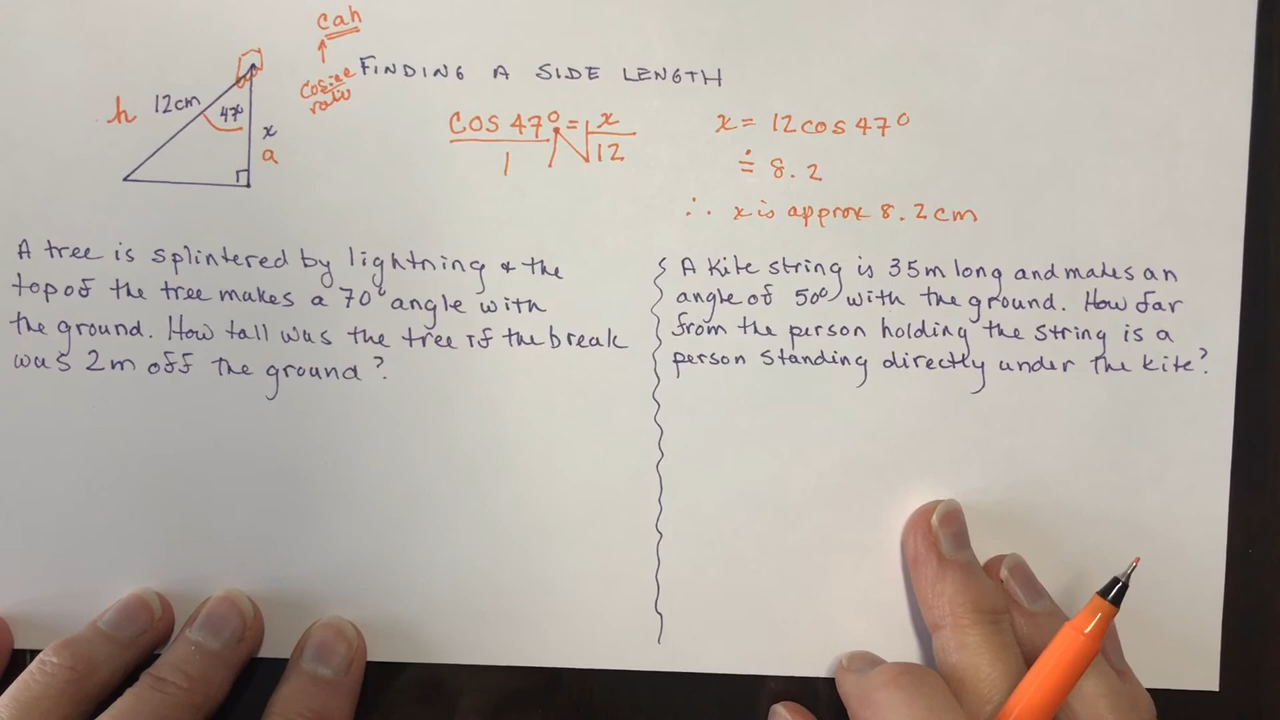 cah
FINDING A SIDE LENGTH
cosine
ratio
h
12cm
47°
x
a
cos 47° = x
1
12
x = 12cos 47°
≐ 8.2
∴ x is approx 8.2cm
A tree is splintered by lightning & the
top of the tree makes a 70° angle with
the ground. How tall was the tree if the break
was 2m off the ground?
A kite string is 35m long and makes an
angle of 50° with the ground. How far
from the person holding the string is a
person standing directly under the kite?